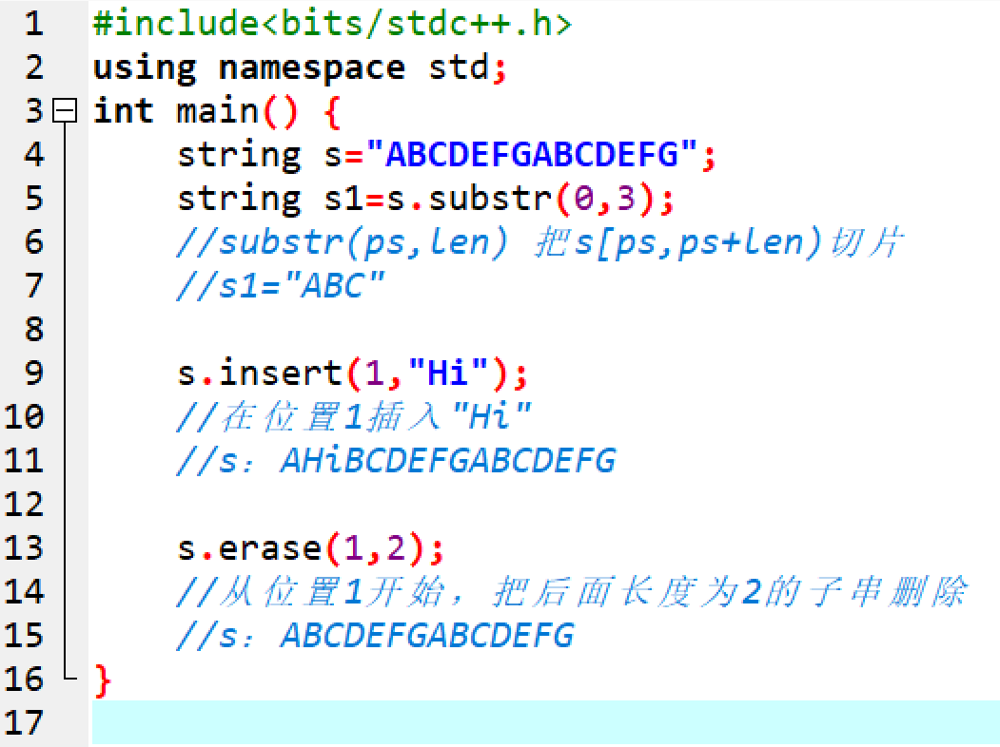 1 #include<bits/stdc++.h>
2 using namespace std;
3 int main() {
4 string s="ABCDEFGABCDEFG";
5 string s1=s.substr(0,3);
6 //substr(ps,len) 把s[ps,ps+len)切片
7 //s1="ABC"
8
9 s.insert(1,"Hi");
10 //在位置1插入"Hi"
11 //s：AHiBCDEFGABCDEFG
12
13 s.erase(1,2);
14 //从位置1开始，把后面长度为2的子串删除
15 //s：ABCDEFGABCDEFG
16 }
17